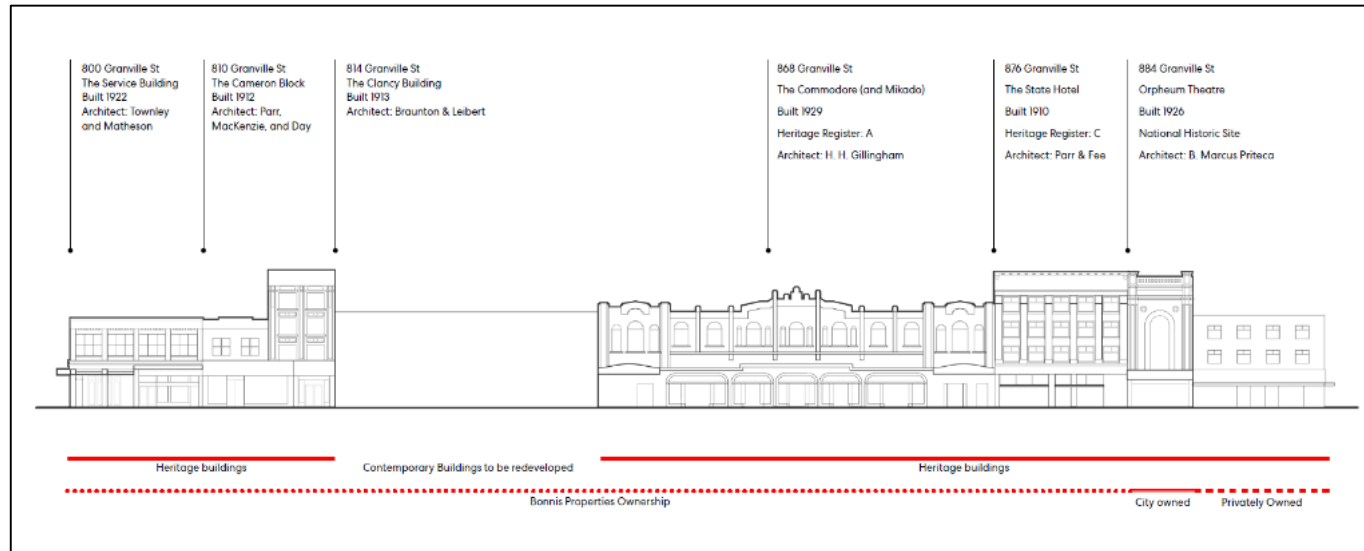 800 Granville St
The Service Building
Built 1922
Architect: Townley
and Matheson
810 Granville St
The Cameron Block
Built 1912
Architect: Parr,
MacKenzie, and Day
814 Granville St
The Clancy Building
Built 1913
Architect: Braunton & Leibert
868 Granville St
The Commodore (and Mikado)
Built 1929
Heritage Register: A
Architect: H. H. Gillingham
876 Granville St
The State Hotel
Built 1910
Heritage Register: C
Architect: Parr & Fee
884 Granville St
Orpheum Theatre
Built 1926
National Historic Site
Architect: B. Marcus Priteca
Heritage buildings
Contemporary Buildings to be redeveloped
Heritage buildings
Bonnis Properties Ownership
City owned
Privately Owned